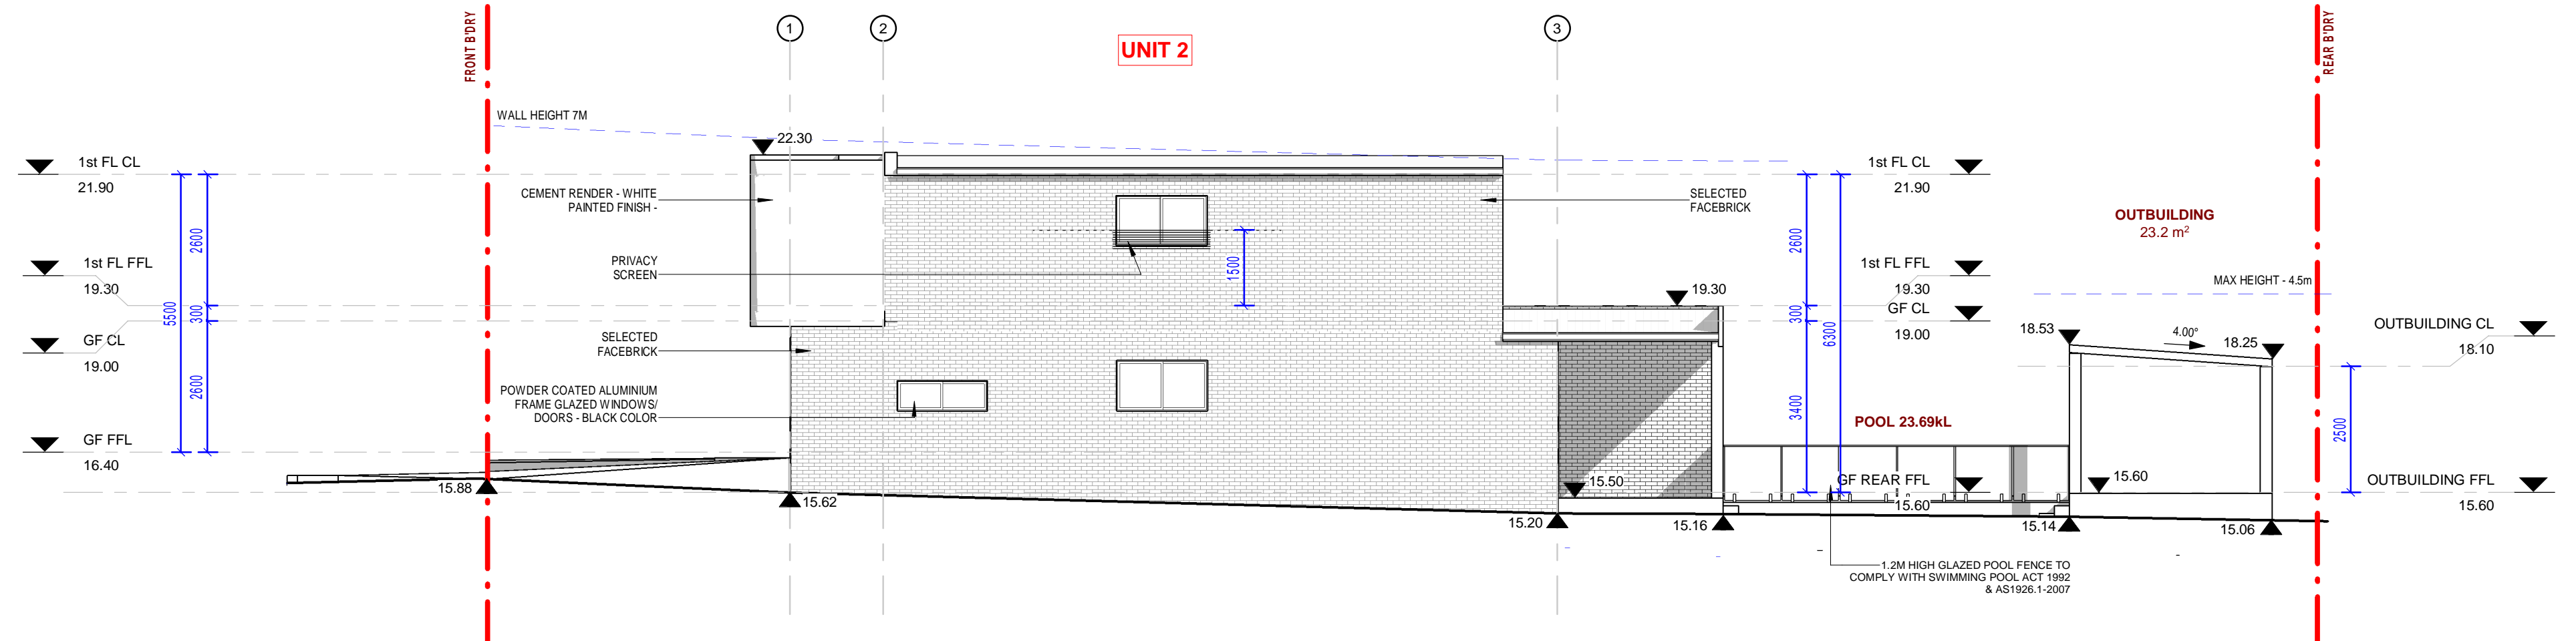 FRONT B'DRY
1
2
UNIT 2
3
REAR B'DRY
WALL HEIGHT 7M
22.30
1st FL CL
21.90
1st FL FFL
19.30
GF CL
19.00
GF FFL
16.40
5500
2600
300
2600
CEMENT RENDER - WHITE
PAINTED FINISH -
PRIVACY
SCREEN
SELECTED
FACEBRICK
POWDER COATED ALUMINIUM
FRAME GLAZED WINDOWS/
DOORS - BLACK COLOR
1500
SELECTED
FACEBRICK
19.30
15.88
15.62
15.20
15.50
15.16
1st FL CL
21.90
1st FL FFL
19.30
GF CL
19.00
2600
300
3400
6300
POOL 23.69kL
GF REAR FFL
15.60
1.2M HIGH GLAZED POOL FENCE TO
COMPLY WITH SWIMMING POOL ACT 1992
& AS1926.1-2007
OUTBUILDING
23.2 m²
MAX HEIGHT - 4.5m
18.53
4.00°
18.25
15.60
15.14
15.06
2500
OUTBUILDING CL
18.10
OUTBUILDING FFL
15.60